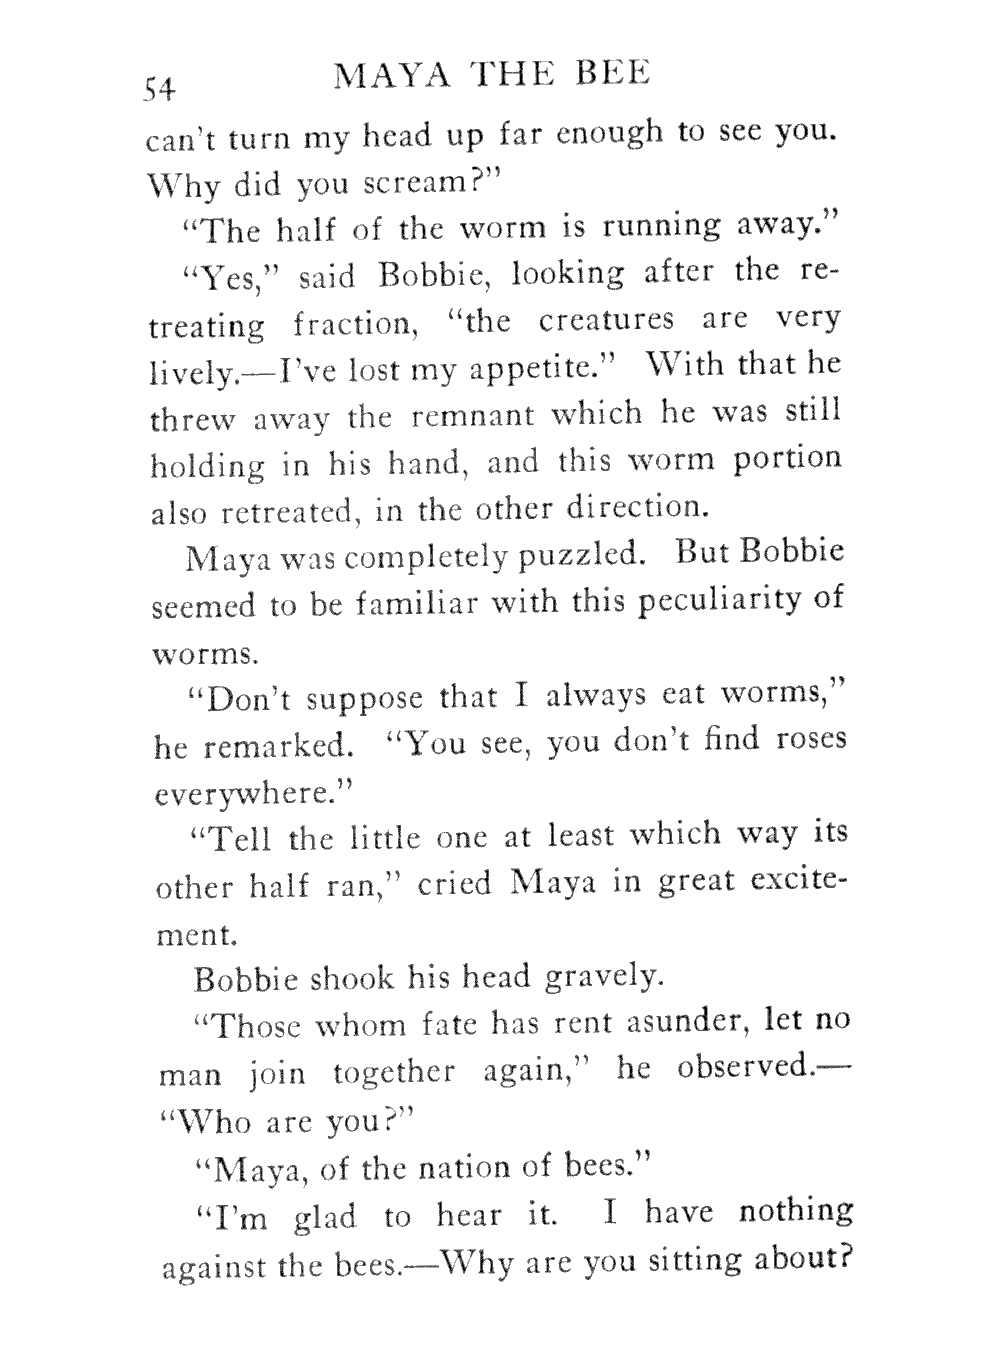 54
MAYA THE BEE
can't turn my head up far enough to see you.
Why did you scream?”
“The half of the worm is running away.”
“Yes,” said Bobbie, looking after the re-
treating fraction, “the creatures are very
lively.—I've lost my appetite.” With that he
threw away the remnant which he was still
holding in his hand, and this worm portion
also retreated, in the other direction.
Maya was completely puzzled. But Bobbie
seemed to be familiar with this peculiarity of
worms.
“Don't suppose that I always eat worms,”
he remarked. “You see, you don't find roses
everywhere.”
“Tell the little one at least which way its
other half ran,” cried Maya in great excite-
ment.
Bobbie shook his head gravely.
“Those whom fate has rent asunder, let no
man join together again,” he observed.—
“Who are you?”
“Maya, of the nation of bees.”
“I'm glad to hear it. I have nothing
against the bees.—Why are you sitting about?